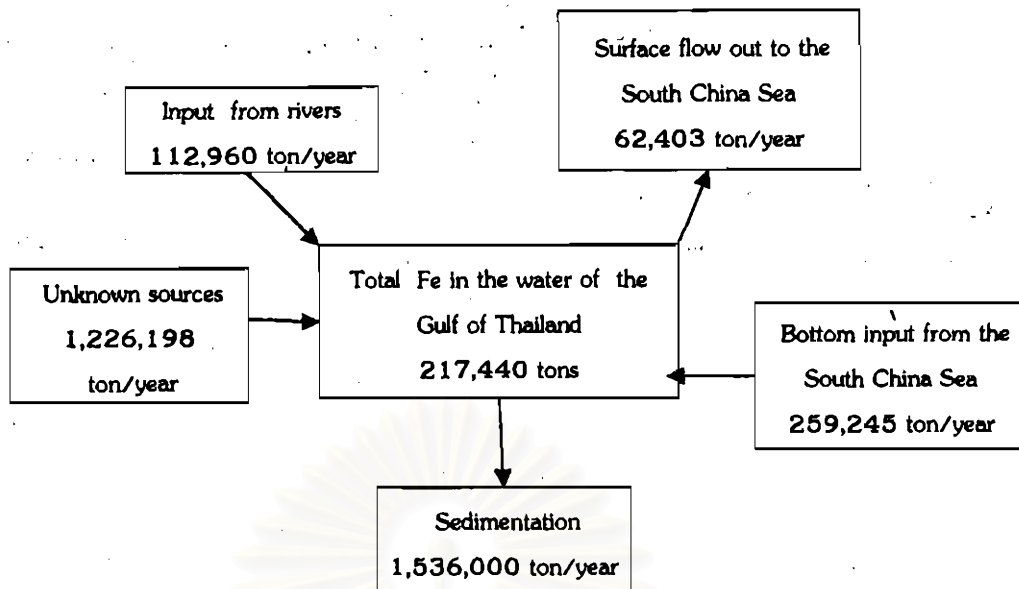 Surface flow out to the
South China Sea
62,403 ton/year
Input from rivers
112,960 ton/year
Unknown sources
1,226,198
ton/year
Total Fe in the water of the
Gulf of Thailand
217,440 tons
Bottom input from the
South China Sea
259,245 ton/year
Sedimentation
1,536,000 ton/year